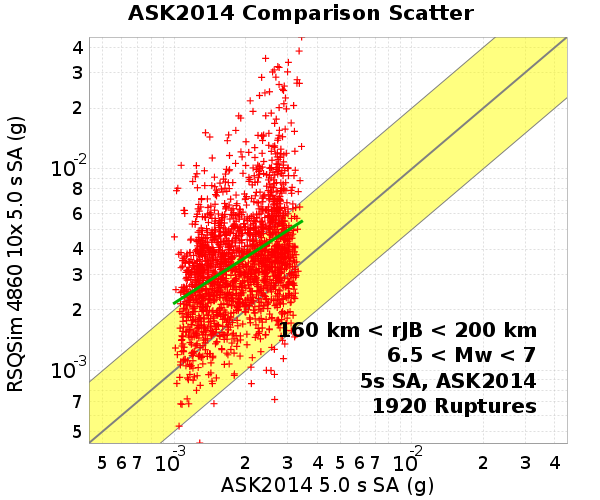 ASK2014 Comparison Scatter
RSQSim 4860 10x 5.0 s SA (g)
4
3
2
10-2
8
6
4
3
2
10-3
7
5
160 km < rJB < 200 km
6.5 < Mw < 7
5s SA, ASK2014
1920 Ruptures
5 6 7 10-3 2 3 4 5 6 7 10-2 2 3 4
ASK2014 5.0 s SA (g)